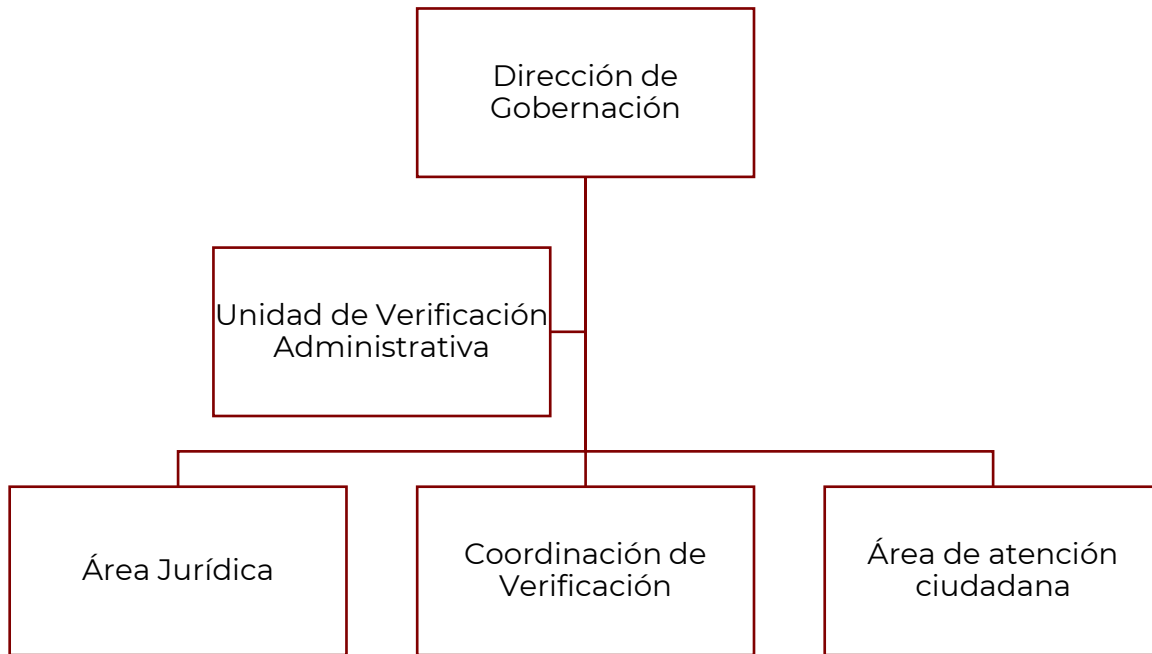 Dirección de
Gobernación
Unidad de Verificación
Administrativa
Área Jurídica
Coordinación de
Verificación
Área de atención
ciudadana